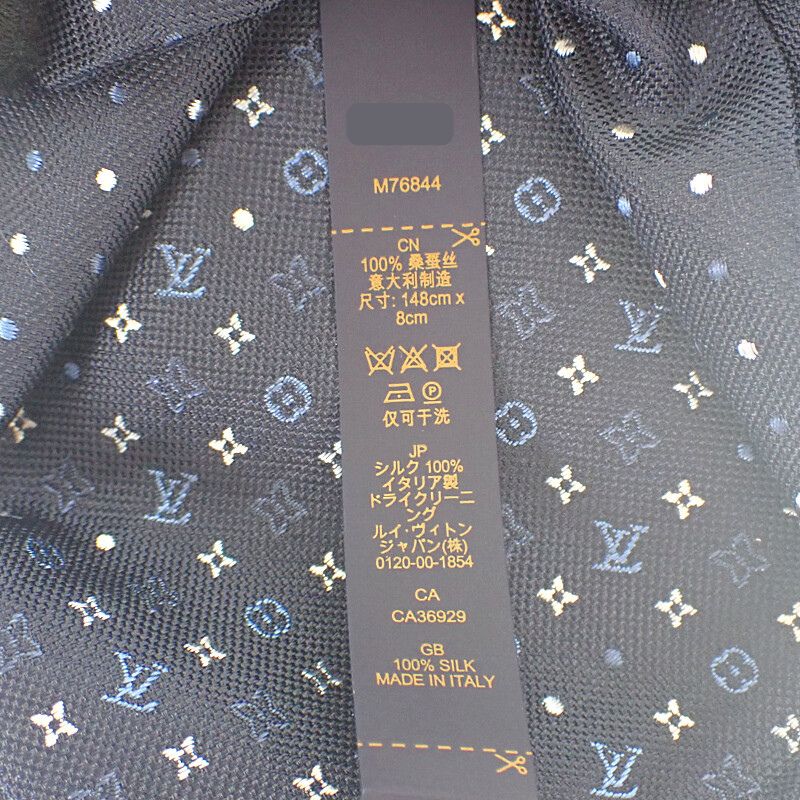 M76844
CN
100% 桑蚕丝
意大利制造
尺寸: 148cm x
8cm
P
仅可干洗
JP
シルク 100%
イタリア製
ドライクリーニ
ング
ルイ·ヴィトン
ジャパン(株)
0120-00-1854
CA
CA36929
GB
100% SILK
MADE IN ITALY